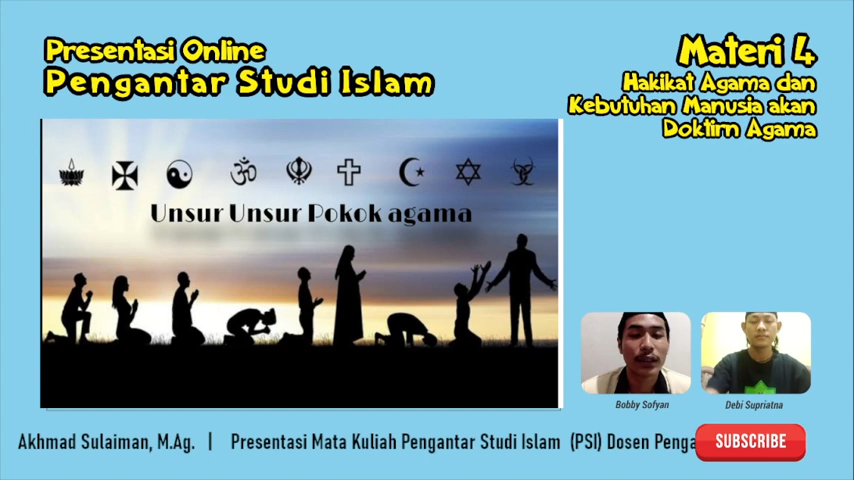 Presentasi Online
Pengantar Studi Islam
Materi 4
Hakikat Agama dan
Kebutuhan Manusia akan
Doktirn Agama
Unsur Unsur Pokok agama
Bobby Sofyan
Debi Supriatna
Akhmad Sulaiman, M.Ag. | Presentasi Mata Kuliah Pengantar Studi Islam (PSI) Dosen Penga
SUBSCRIBE